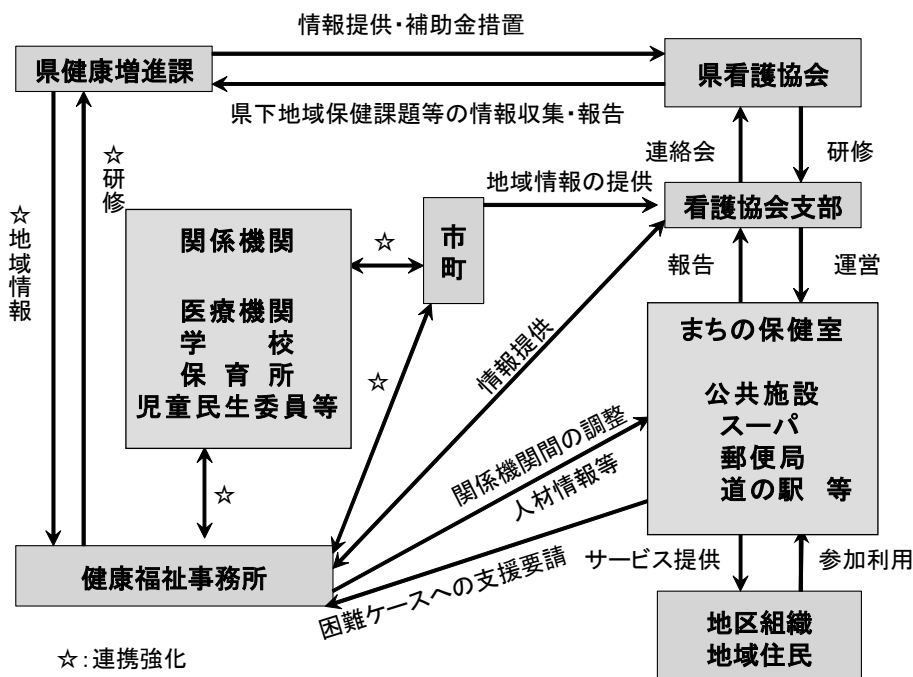 情報提供・補助金措置
県健康増進課
県看護協会
県下地域保健課題等の情報収集・報告
連絡会
研修
☆研修
☆地域情報
地域情報の提供
看護協会支部
市町
関係機関
☆
医療機関
学校
保育所
児童民生委員等
報告
運営
まちの保健室
公共施設
スーパ
郵便局
道の駅 等
情報提供
☆
関係機関間の調整
人材情報等
☆
健康福祉事務所
困難ケースへの支援要請
サービス提供
参加利用
地区組織
地域住民
☆：連携強化